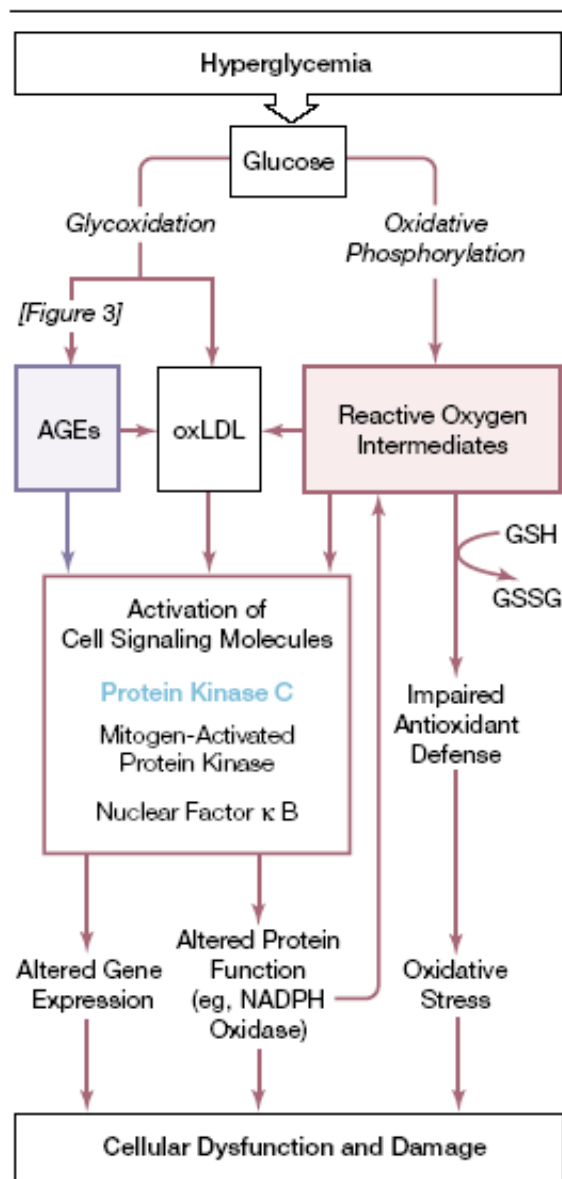 Hyperglycemia
Glucose
Glycoxidation
Oxidative
Phosphorylation
[Figure 3]
AGEs
oxLDL
Reactive Oxygen
Intermediates
GSH
GSSG
Activation of
Cell Signaling Molecules
Protein Kinase C
Mitogen-Activated
Protein Kinase
Nuclear Factor κ B
Impaired
Antioxidant
Defense
Altered Gene
Expression
Altered Protein
Function
(eg, NADPH
Oxidase)
Oxidative
Stress
Cellular Dysfunction and Damage